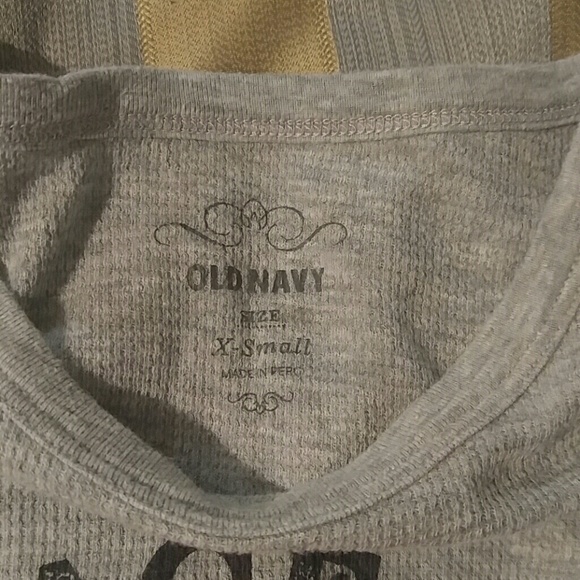 OLD NAVY
SIZE
X-Small
MADE IN PERU